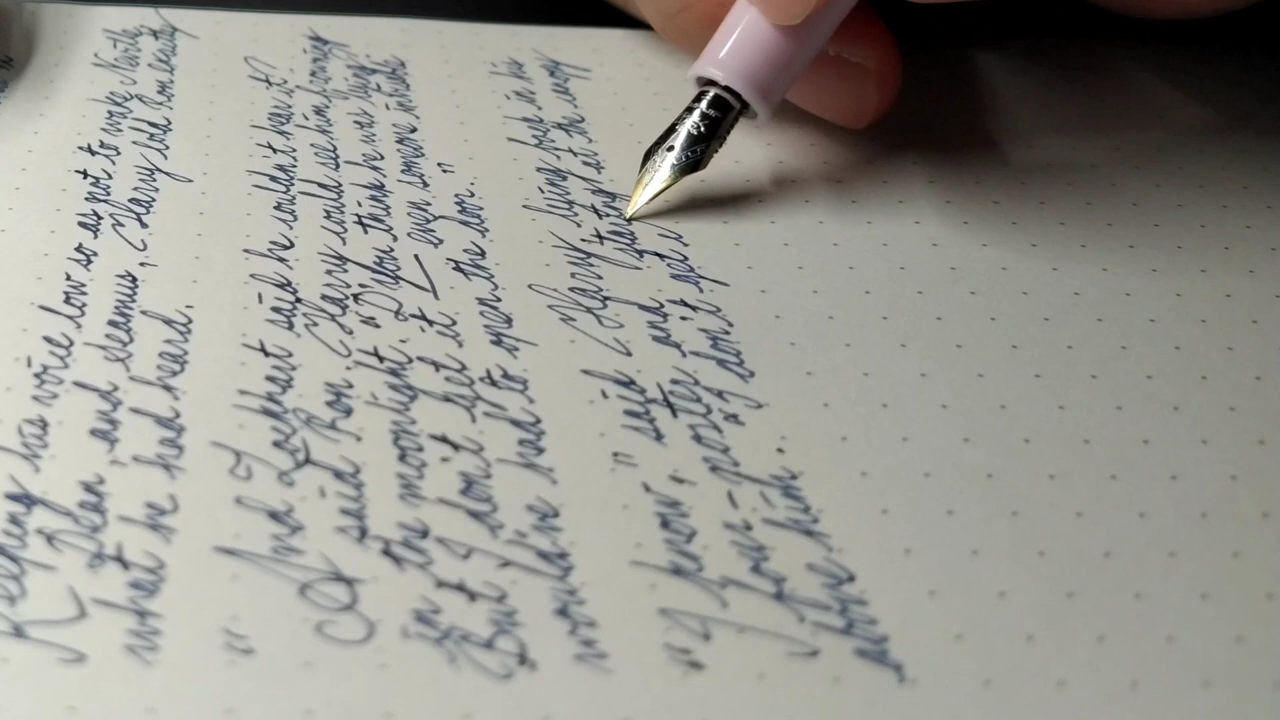 Keeping his voice low so as not to wake Neville
Dean, and Seamus, Harry told Ron exactly
what he had heard.
"And Lockhart said he couldn't hear it
said Ron. Harry could see him frowning
in the moonlight. "D'you think he was lying
But I don't get it — even someone invisible
would've had to open the door."
"I know," said Harry lying back in his
four-poster and staring at the canopy
above him. "I don't get i